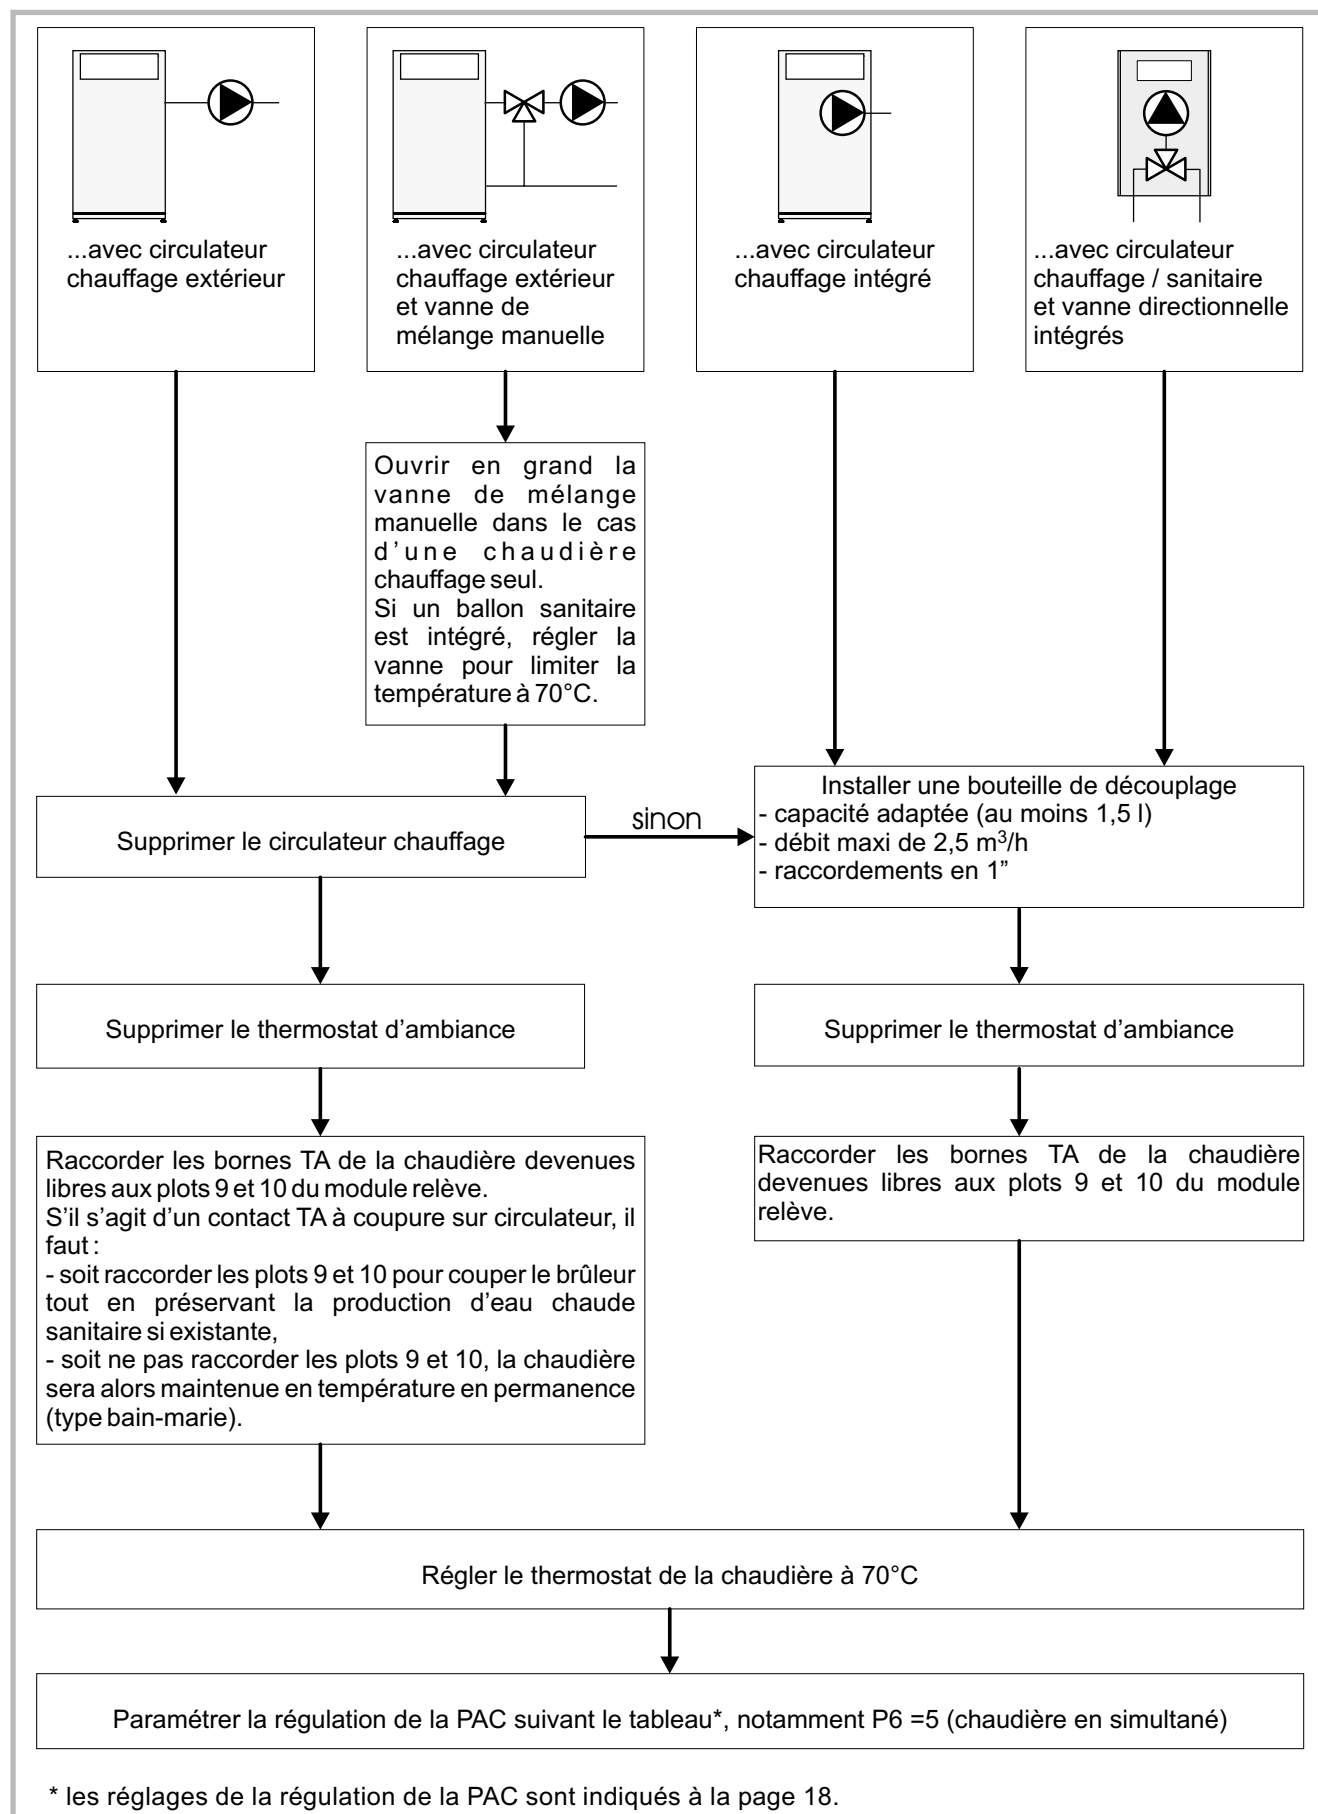 ...avec circulateur
chauffage extérieur
...avec circulateur
chauffage extérieur
et vanne de
mélange manuelle
...avec circulateur
chauffage intégré
...avec circulateur
chauffage / sanitaire
et vanne directionnelle
intégrés
Ouvrir en grand la
vanne de mélange
manuelle dans le cas
d’une chaudière
chauffage seul.
Si un ballon sanitaire
est intégré, régler la
vanne pour limiter la
température à 70°C.
Supprimer le circulateur chauffage
sinon
Installer une bouteille de découplage
- capacité adaptée (au moins 1,5 l)
- débit maxi de 2,5 m³/h
- raccordements en 1”
Supprimer le thermostat d’ambiance
Supprimer le thermostat d’ambiance
Raccorder les bornes TA de la chaudière devenues
libres aux plots 9 et 10 du module relève.
S’il s’agit d’un contact TA à coupure sur circulateur, il
faut :
- soit raccorder les plots 9 et 10 pour couper le brûleur
tout en préservant la production d’eau chaude
sanitaire si existante,
- soit ne pas raccorder les plots 9 et 10, la chaudière
sera alors maintenue en température en permanence
(type bain-marie).
Raccorder les bornes TA de la chaudière
devenues libres aux plots 9 et 10 du module
relève.
Régler le thermostat de la chaudière à 70°C
Paramétrer la régulation de la PAC suivant le tableau*, notamment P6 =5 (chaudière en simultané)
* les réglages de la régulation de la PAC sont indiqués à la page 18.